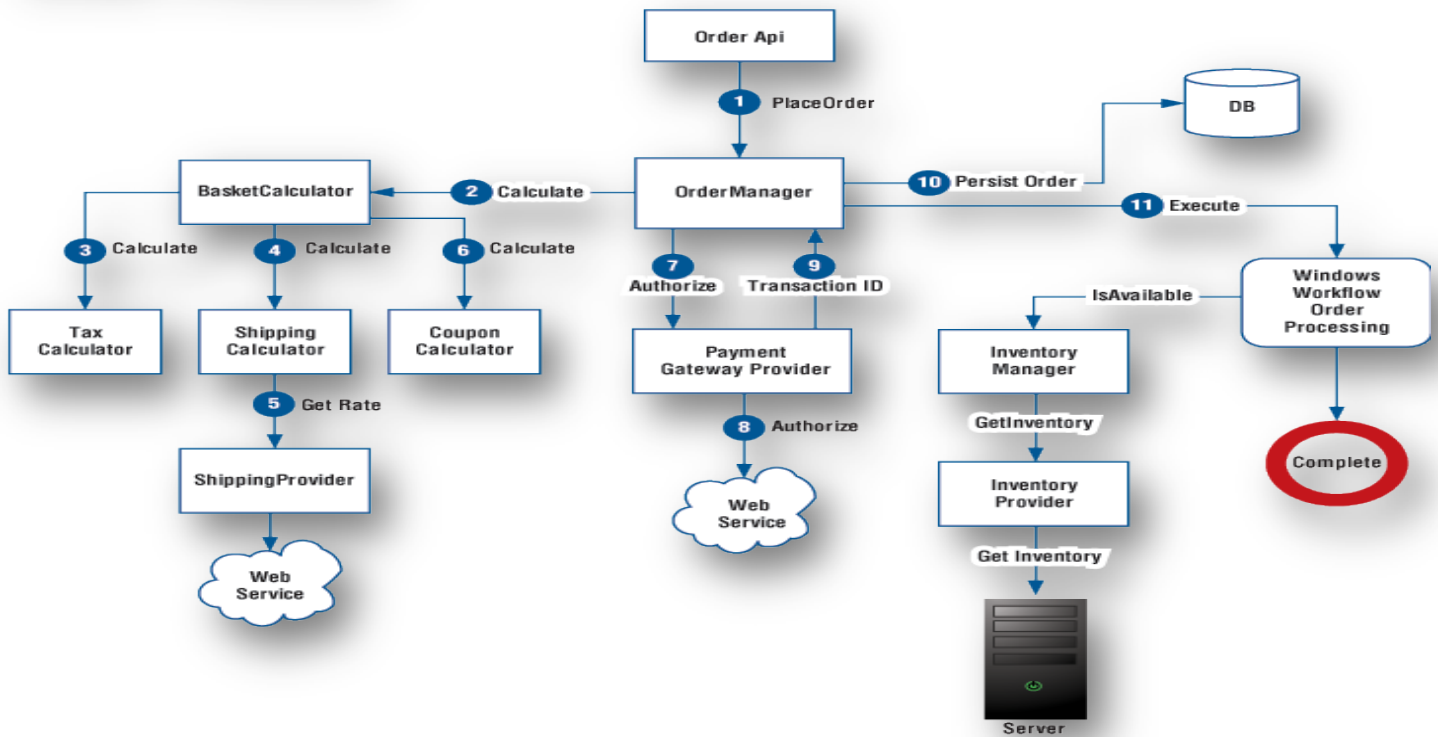 Order Api
1 PlaceOrder
DB
BasketCalculator
2 Calculate
OrderManager
10 Persist Order
11 Execute
3 Calculate
4 Calculate
6 Calculate
7
Authorize
9
Transaction ID
Windows
Workflow
Order
Processing
IsAvailable
Tax
Calculator
Shipping
Calculator
Coupon
Calculator
Payment
Gateway Provider
Inventory
Manager
5 Get Rate
8 Authorize
GetInventory
Complete
ShippingProvider
Inventory
Provider
Web
Service
Get Inventory
Web
Service
Server